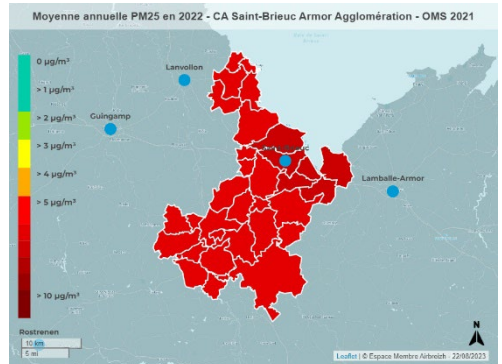 Moyenne annuelle PM25 en 2022 - CA Saint-Brieuc Armor Agglomération - OMS 2021
0 µg/m³
> 1 µg/m³
> 2 µg/m³
> 3 µg/m³
> 4 µg/m³
> 5 µg/m³
> 10 µg/m³
Lanvollon
Guingamp
Lamballe-Armor
Rostrenen
10 km
5 mi
N
Leaflet | © Espace Membre Airbreizh - 22/08/2025